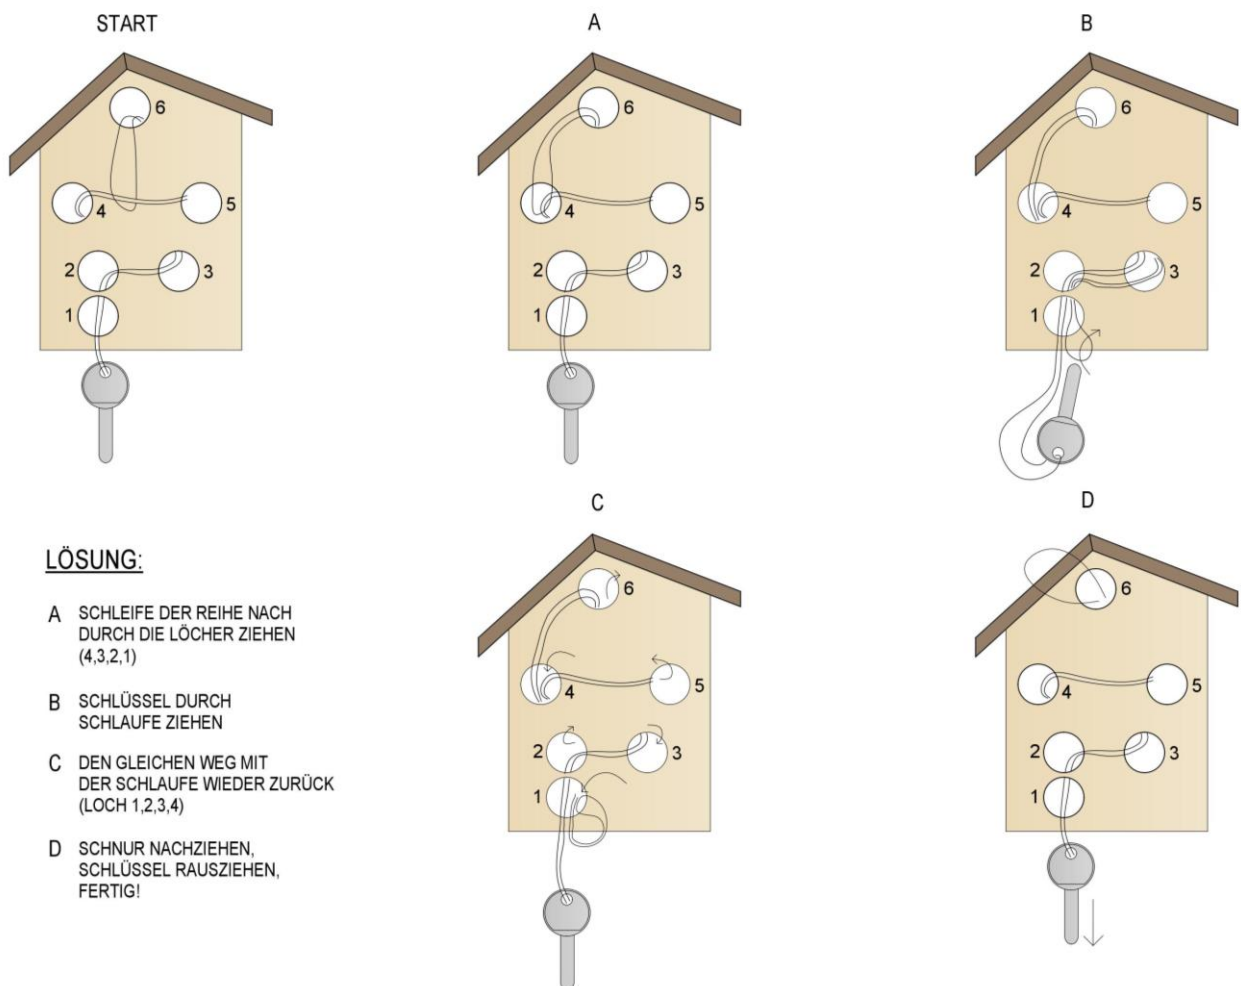 START
A
B
6
4
5
2
3
1
6
4
5
2
3
1
6
4
5
2
3
1
C
D
LÖSUNG:
A SCHLEIFE DER REIHE NACH
DURCH DIE LÖCHER ZIEHEN
(4,3,2,1)
B SCHLÜSSEL DURCH
SCHLAUFE ZIEHEN
C DEN GLEICHEN WEG MIT
DER SCHLAUFE WIEDER ZURÜCK
(LOCH 1,2,3,4)
D SCHNUR NACHZIEHEN,
SCHLÜSSEL RAUSZIEHEN,
FERTIG!
6
4
5
2
3
1
6
4
5
2
3
1